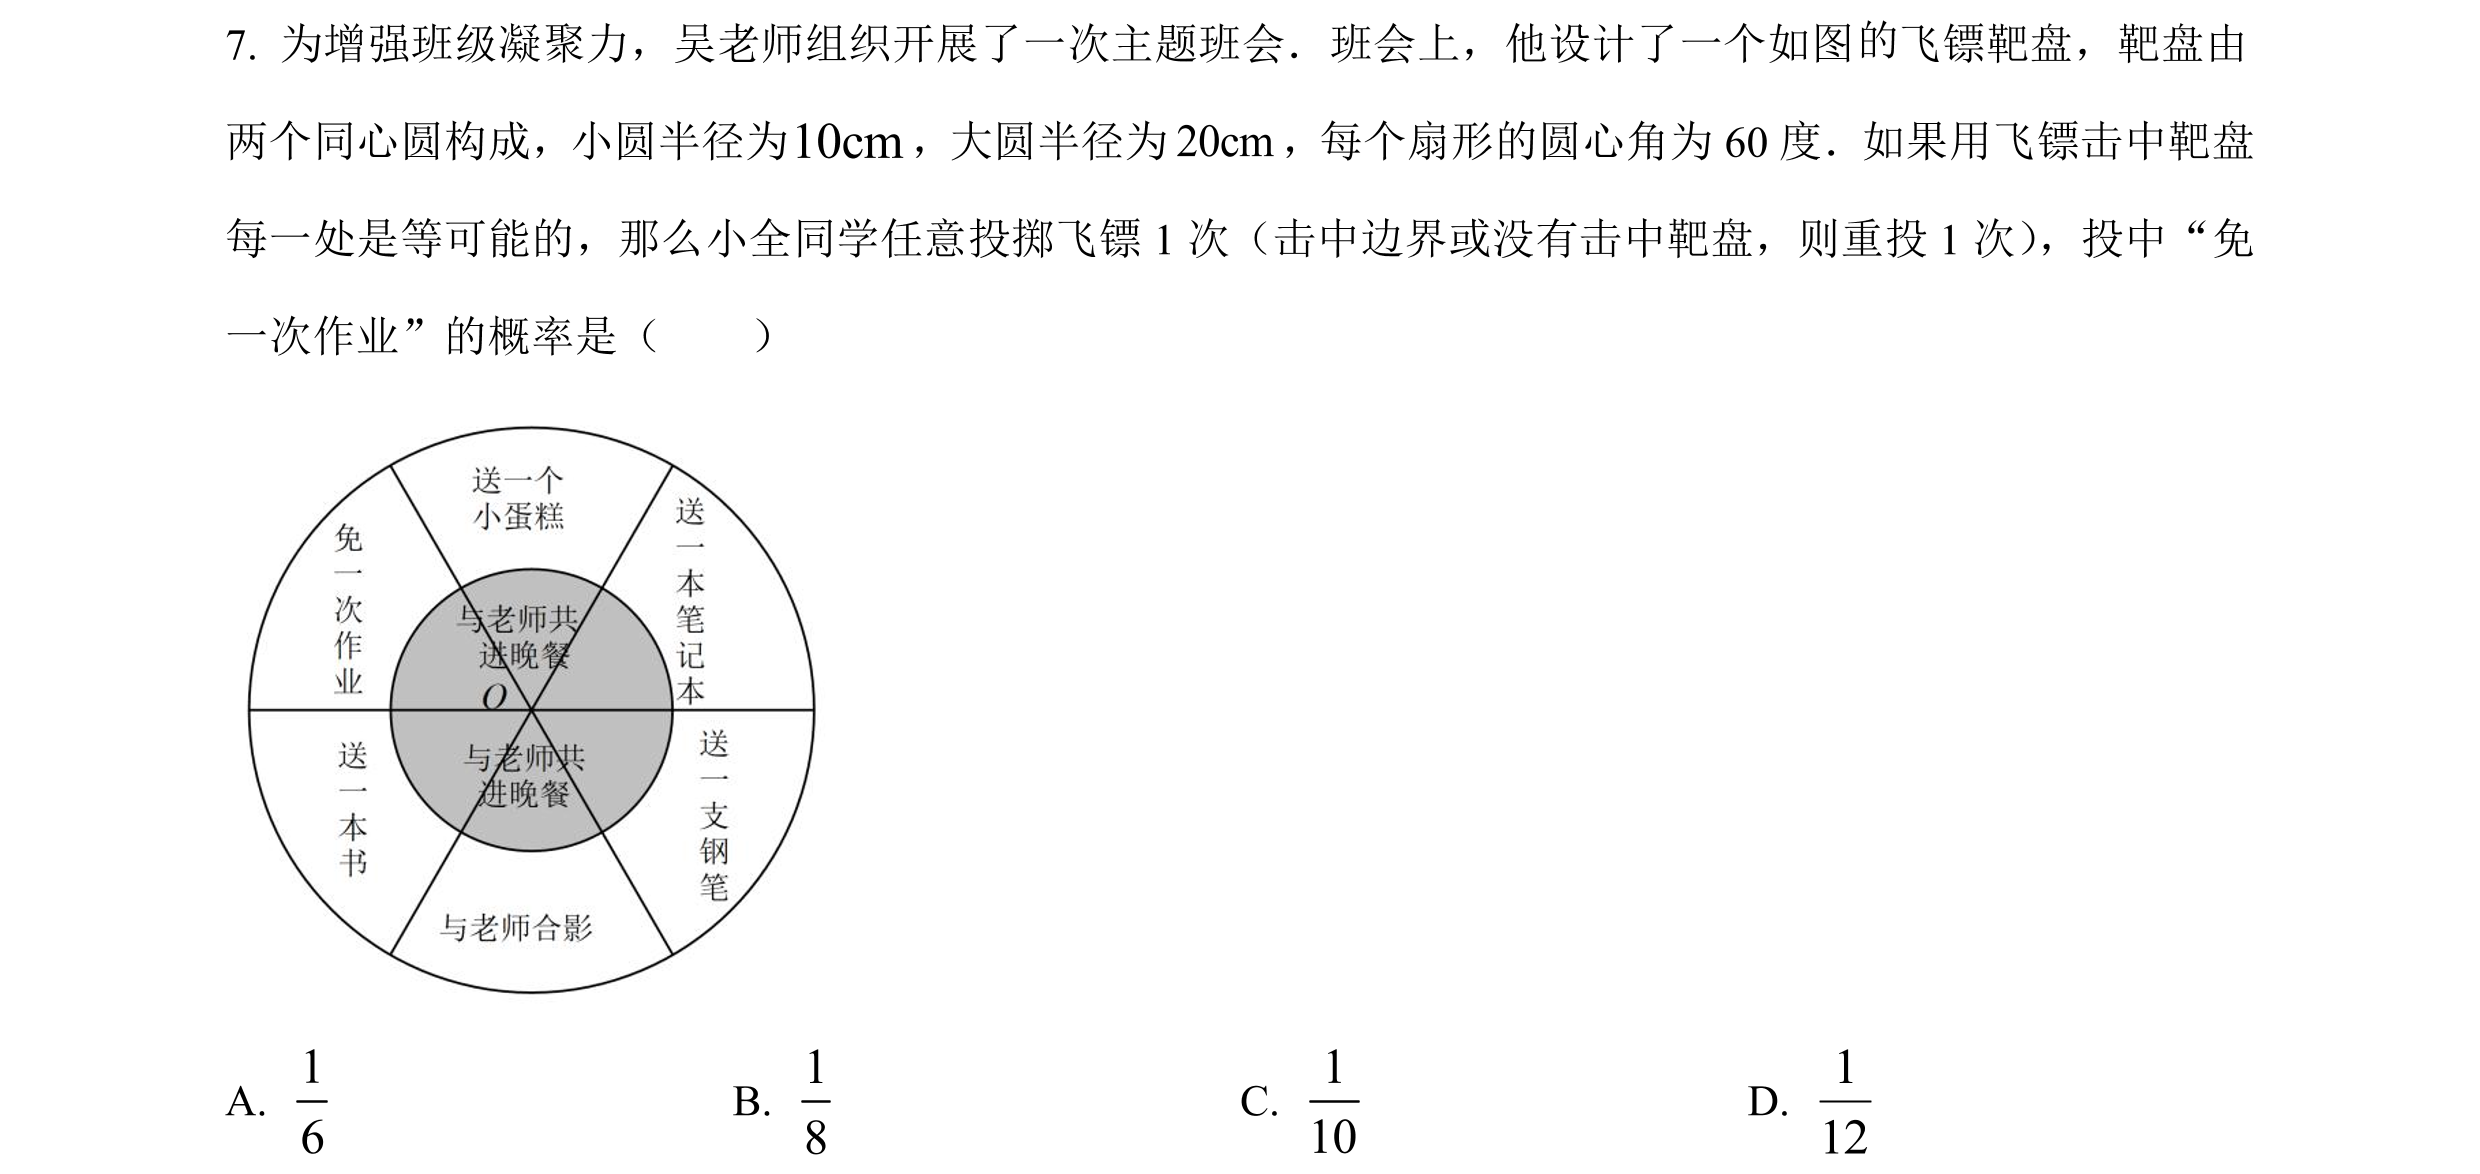 7. 为增强班级凝聚力，吴老师组织开展了一次主题班会．班会上，他设计了一个如图的飞镖靶盘，靶盘由
两个同心圆构成，小圆半径为10cm，大圆半径为20cm，每个扇形的圆心角为 60 度．如果用飞镖击中靶盘
每一处是等可能的，那么小全同学任意投掷飞镖 1 次（击中边界或没有击中靶盘，则重投 1 次），投中“免
一次作业”的概率是（　　）
送一个
小蛋糕
送一本笔记本
免一次作业
与老师共
进晚餐
O
与老师共
进晚餐
送一本书
送一支钢笔
与老师合影
A. 1/6 B. 1/8 C. 1/10 D. 1/12